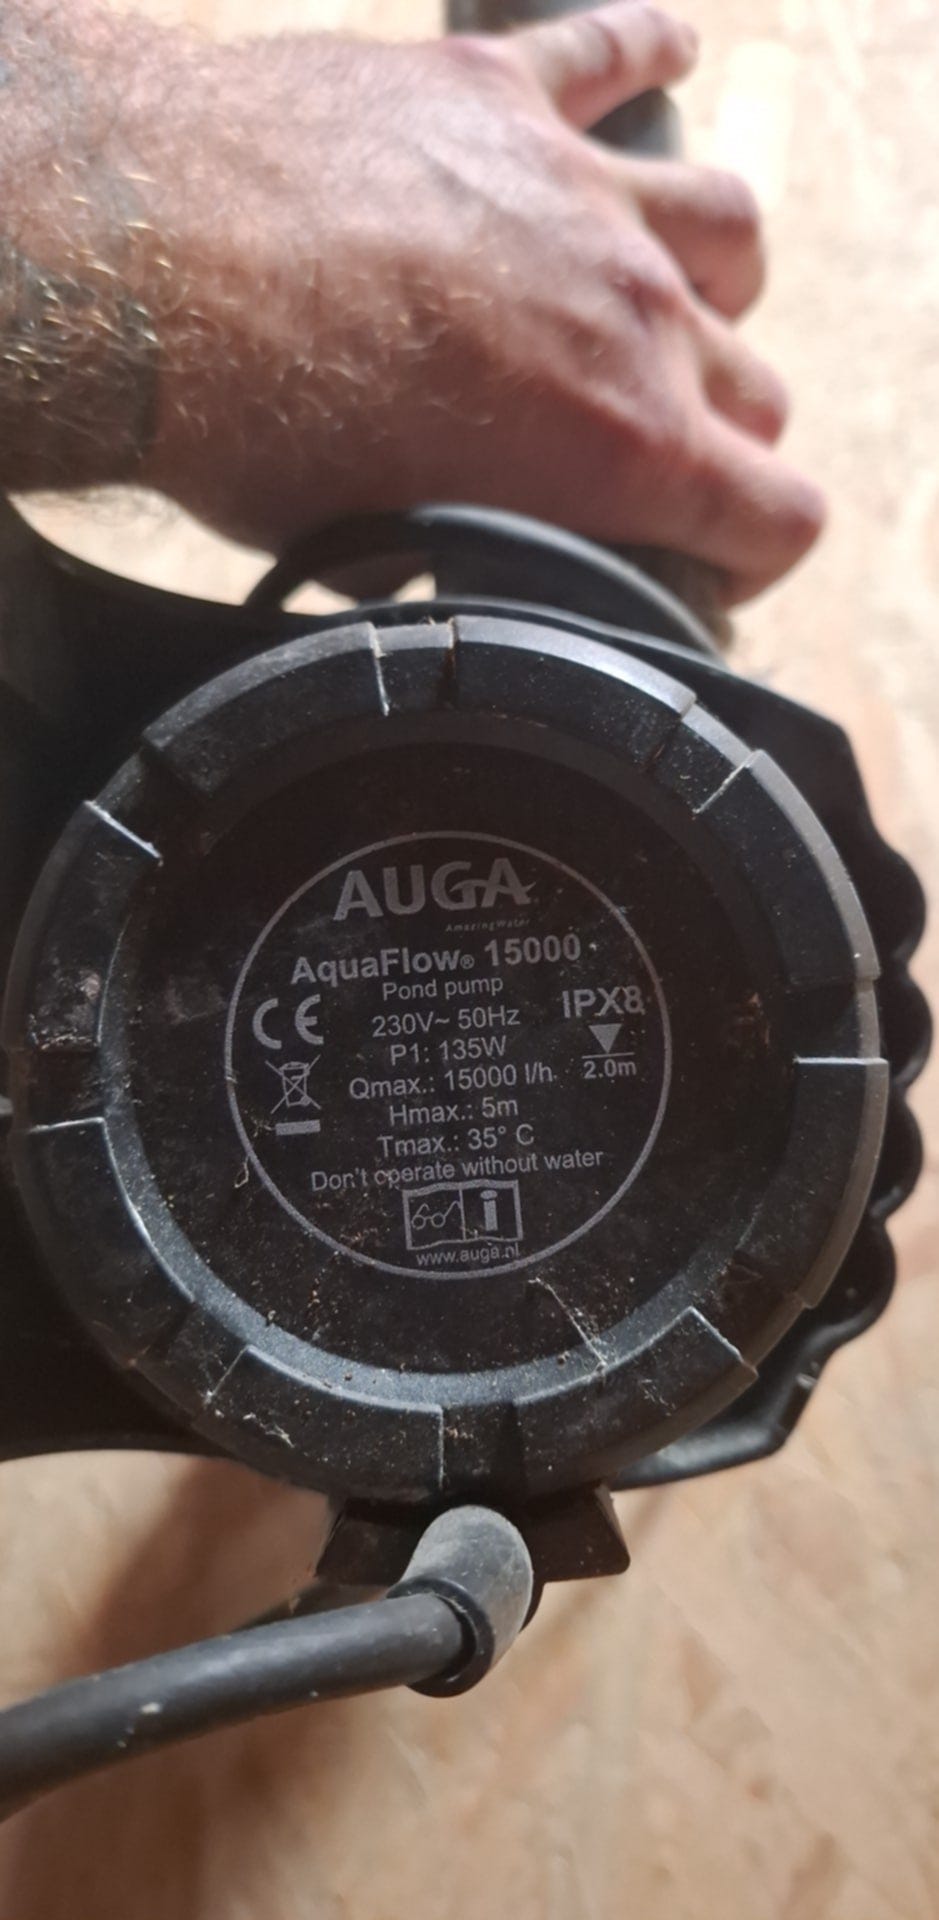 AUGA
AmazingWater
AquaFlow® 15000
Pond pump
CE
IPX8
230V~ 50Hz
P1: 135W
2.0m
Qmax.: 15000 l/h
Hmax.: 5m
Tmax.: 35° C
Don't operate without water
i
www.auga.nl